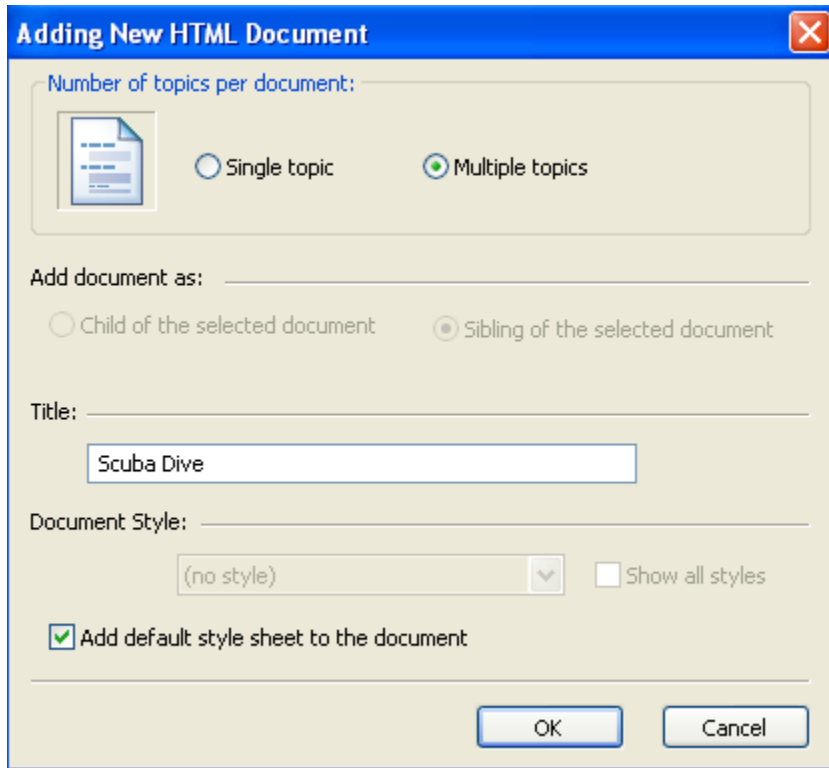 Adding New HTML Document
Number of topics per document:
Single topic Multiple topics
Add document as:
Child of the selected document Sibling of the selected document
Title:
Scuba Dive
Document Style:
(no style) Show all styles
Add default style sheet to the document
OK Cancel